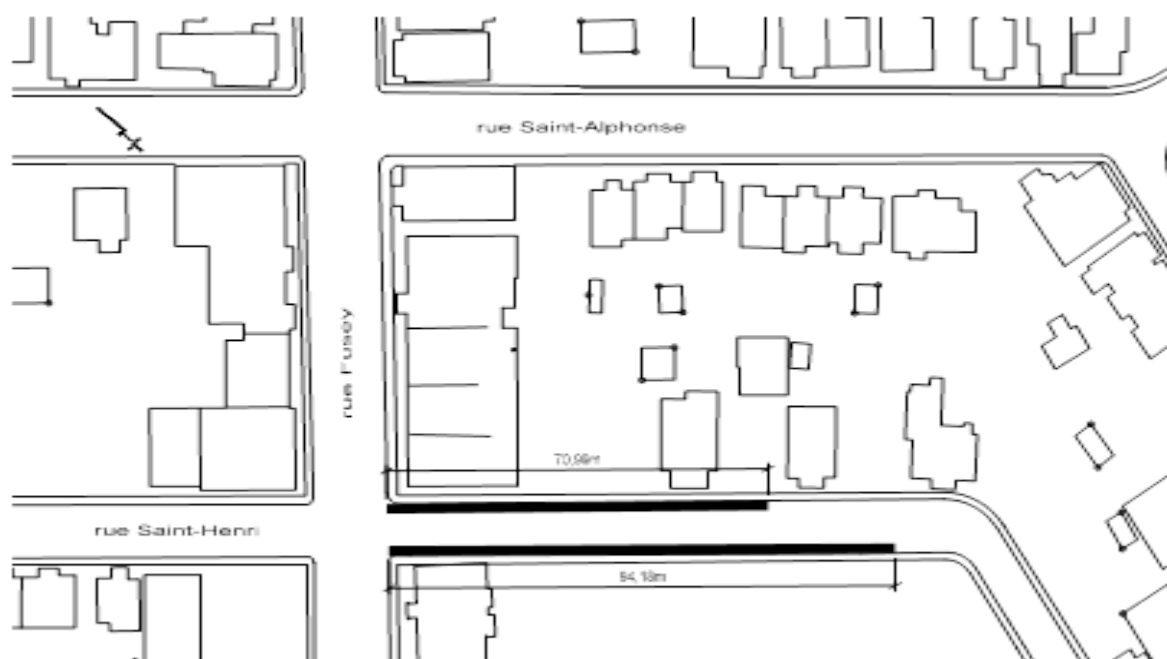 rue Saint-Alphonse
rue Fusey
70,99m
rue Saint-Henri
94,18m